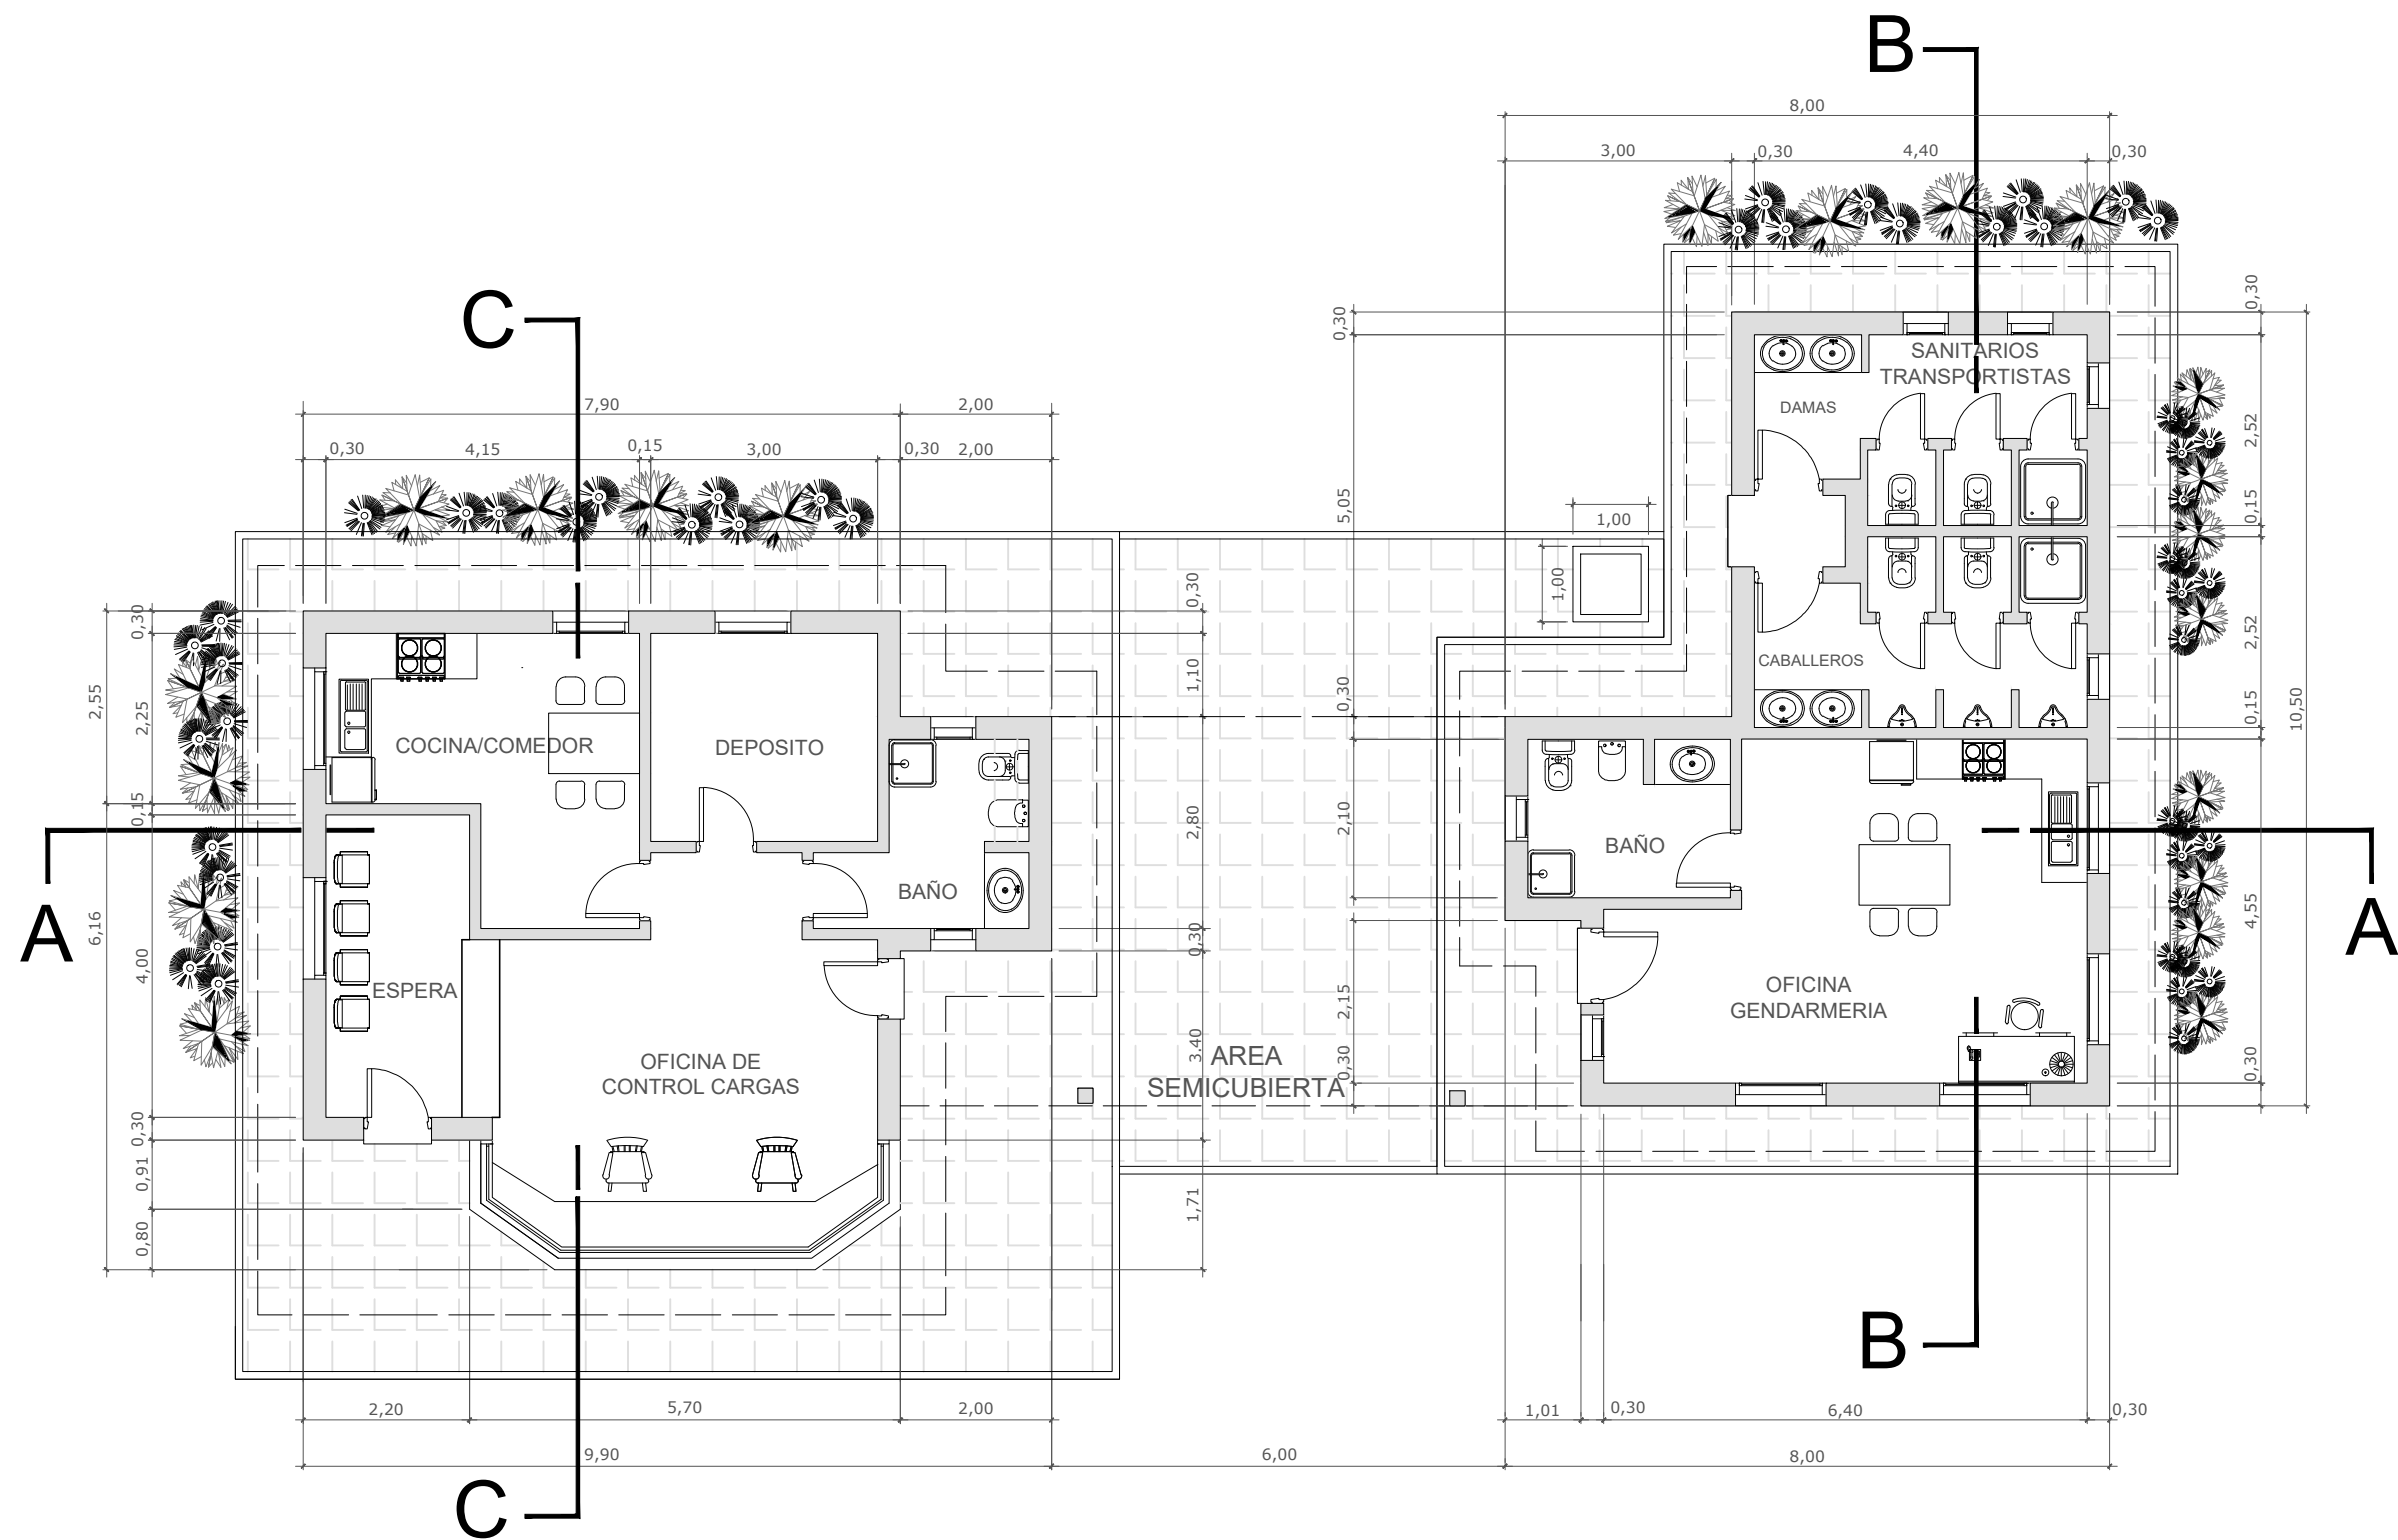 B
8,00
3,00
0,30
4,40
0,30
C
7,90
2,00
0,30
4,15
0,15
3,00
0,30
2,00
0,30
5,05
0,30
2,10
2,15
0,30
1,00
1,00
SANITARIOS
TRANSPORTISTAS
DAMAS
CABALLEROS
0,30
2,52
0,15
2,52
0,15
4,55
0,30
10,50
2,55
6,16
0,30
2,25
0,15
4,00
0,30
0,91
0,80
COCINA/COMEDOR
DEPOSITO
BAÑO
ESPERA
OFICINA DE
CONTROL CARGAS
0,30
1,10
2,80
0,30
3.40
1,71
AREA
SEMICUBIERTA
BAÑO
OFICINA
GENDARMERIA
A
A
B
2,20
5,70
2,00
9,90
6,00
1,01
0,30
6,40
0,30
8,00
C